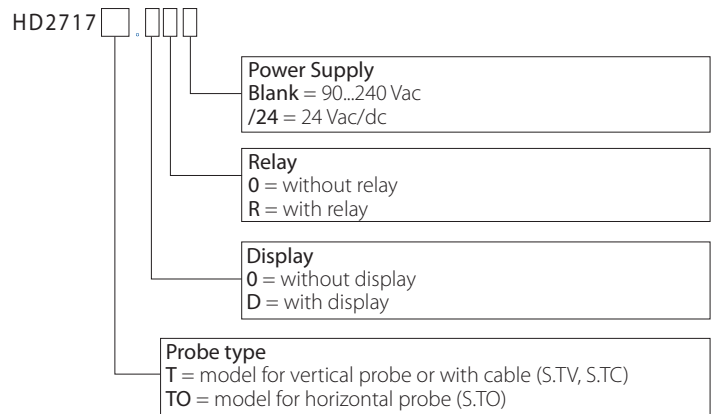 HD2717 .
Power Supply
Blank = 90...240 Vac
/24 = 24 Vac/dc
Relay
0 = without relay
R = with relay
Display
0 = without display
D = with display
Probe type
T = model for vertical probe or with cable (S.TV, S.TC)
TO = model for horizontal probe (S.TO)